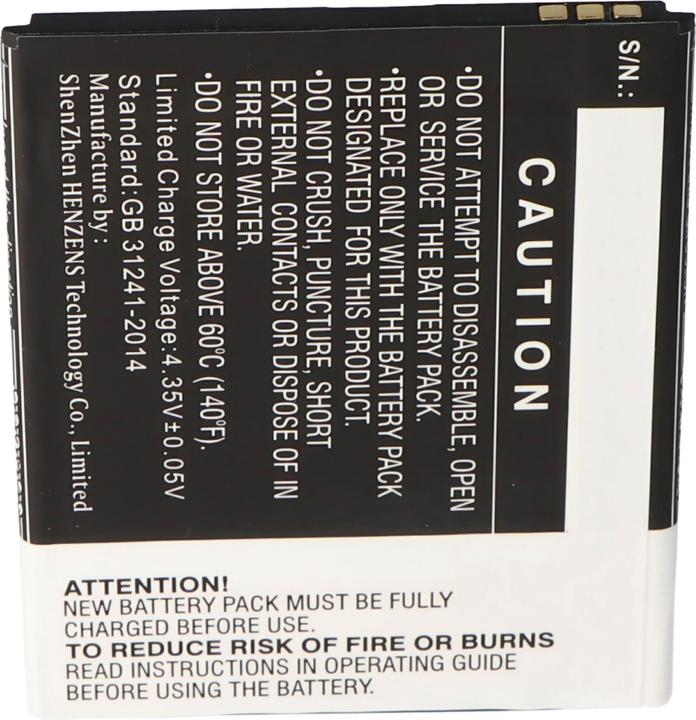 S/N.:
CAUTION
•DO NOT ATTEMPT TO DISASSEMBLE, OPEN
OR SERVICE THE BATTERY PACK.
•REPLACE ONLY WITH THE BATTERY PACK
DESIGNATED FOR THIS PRODUCT.
•DO NOT CRUSH, PUNCTURE, SHORT
EXTERNAL CONTACTS OR DISPOSE OF IN
FIRE OR WATER.
•DO NOT STORE ABOVE 60°C (140°F).
Limited Charge Voltage:4.35V±0.05V
Standard:GB 31241-2014
Manufacture by:
ShenZhen HENZENS Technology Co., Limited
ATTENTION!
NEW BATTERY PACK MUST BE FULLY
CHARGED BEFORE USE.
TO REDUCE RISK OF FIRE OR BURNS
READ INSTRUCTIONS IN OPERATING GUIDE
BEFORE USING THE BATTERY.